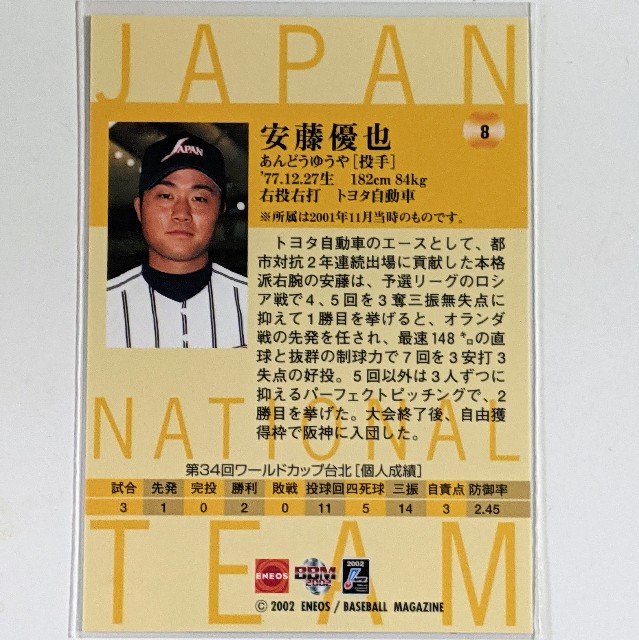 JAPAN
8
安藤優也
あんどうゆうや[投手]
'77.12.27生 182cm 84kg
右投右打 トヨタ自動車
※所属は2001年11月当時のものです。
JAPAN
トヨタ自動車のエースとして、都
市対抗2年連続出場に貢献した本格
派右腕の安藤は、予選リーグのロシ
ア戦で4、5回を3奪三振無失点に
抑えて1勝目を挙げると、オランダ
戦の先発を任され、最速148㌔の直
球と抜群の制球力で7回を3安打3
失点の好投。5回以外は3人ずつに
抑えるパーフェクトピッチングで、2
勝目を挙げた。大会終了後、自由獲
得枠で阪神に入団した。
NATIONAL
第34回ワールドカップ台北[個人成績]
試合 先発 完投 勝利 敗戦 投球回 四死球 三振 自責点 防御率
3 1 0 2 0 11 5 14 3 2.45
TEAM
ENEOS BBM 2002 2002
© 2002 ENEOS / BASEBALL MAGAZINE